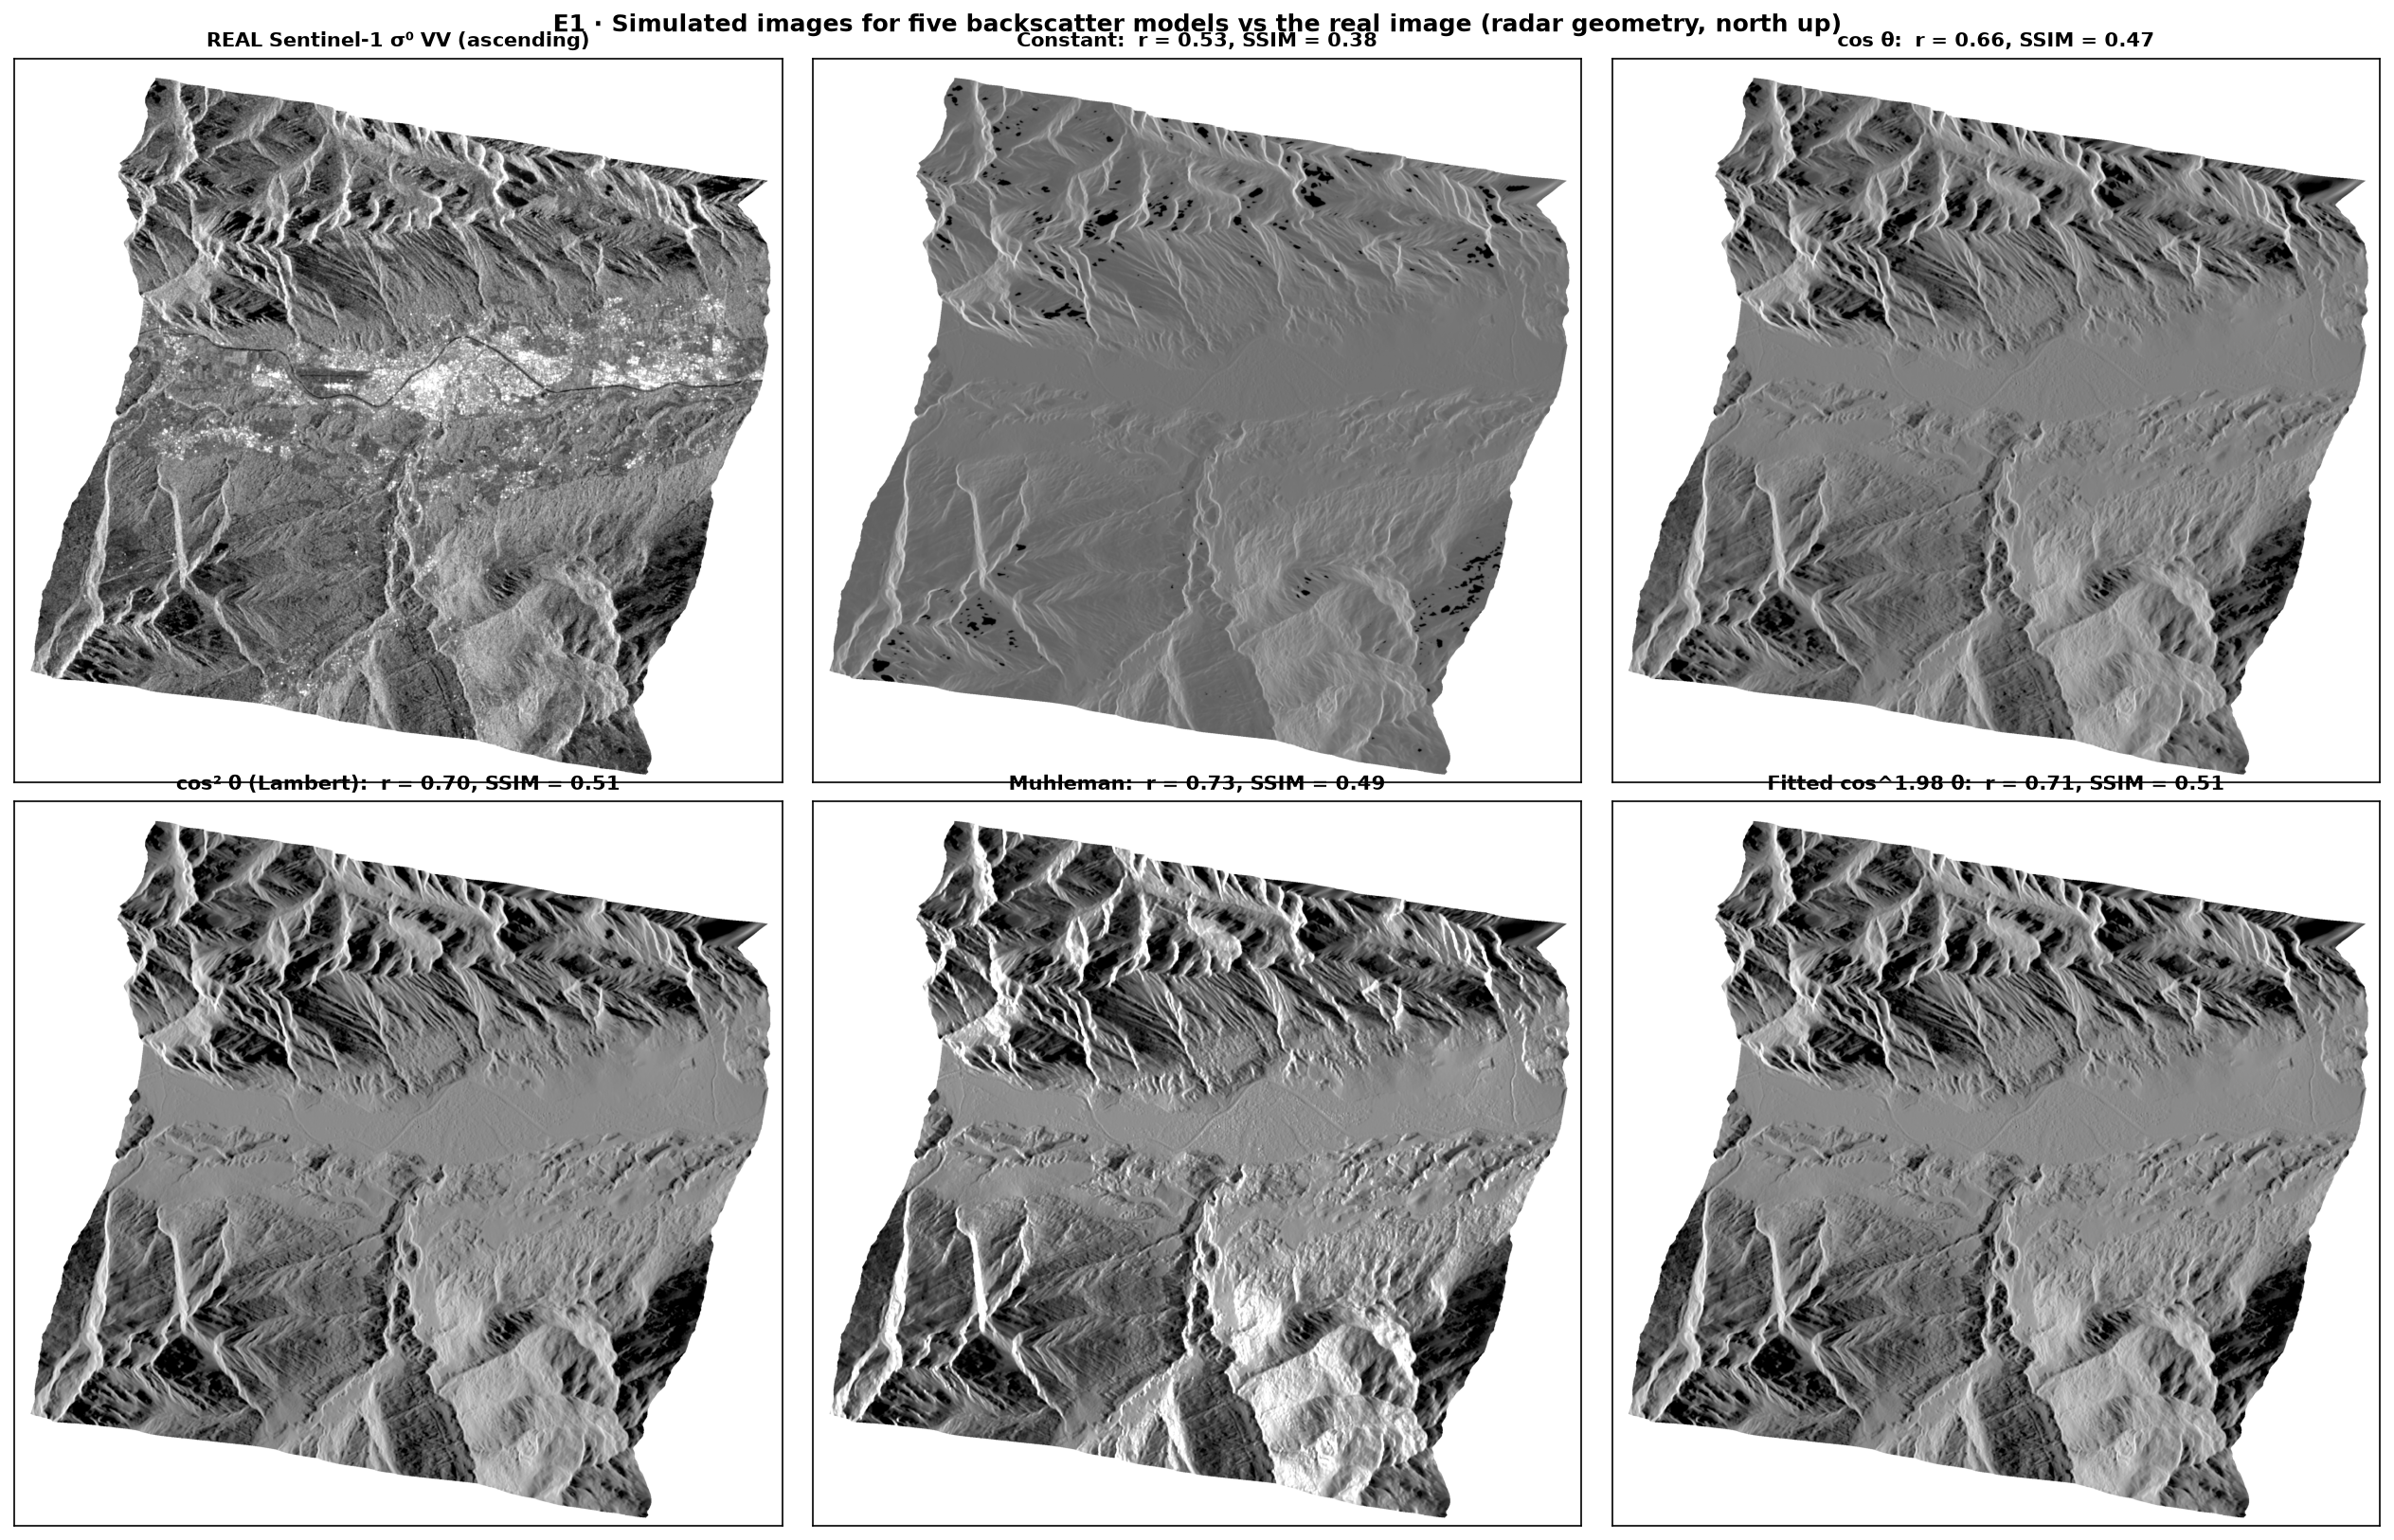 E1 · Simulated images for five backscatter models vs the real image (radar geometry, north up)
REAL Sentinel-1 σ⁰ VV (ascending)
Constant:  r = 0.53, SSIM = 0.38
cos θ:  r = 0.66, SSIM = 0.47
cos² θ (Lambert):  r = 0.70, SSIM = 0.51
Muhleman:  r = 0.73, SSIM = 0.49
Fitted cos^1.98 θ:  r = 0.71, SSIM = 0.51